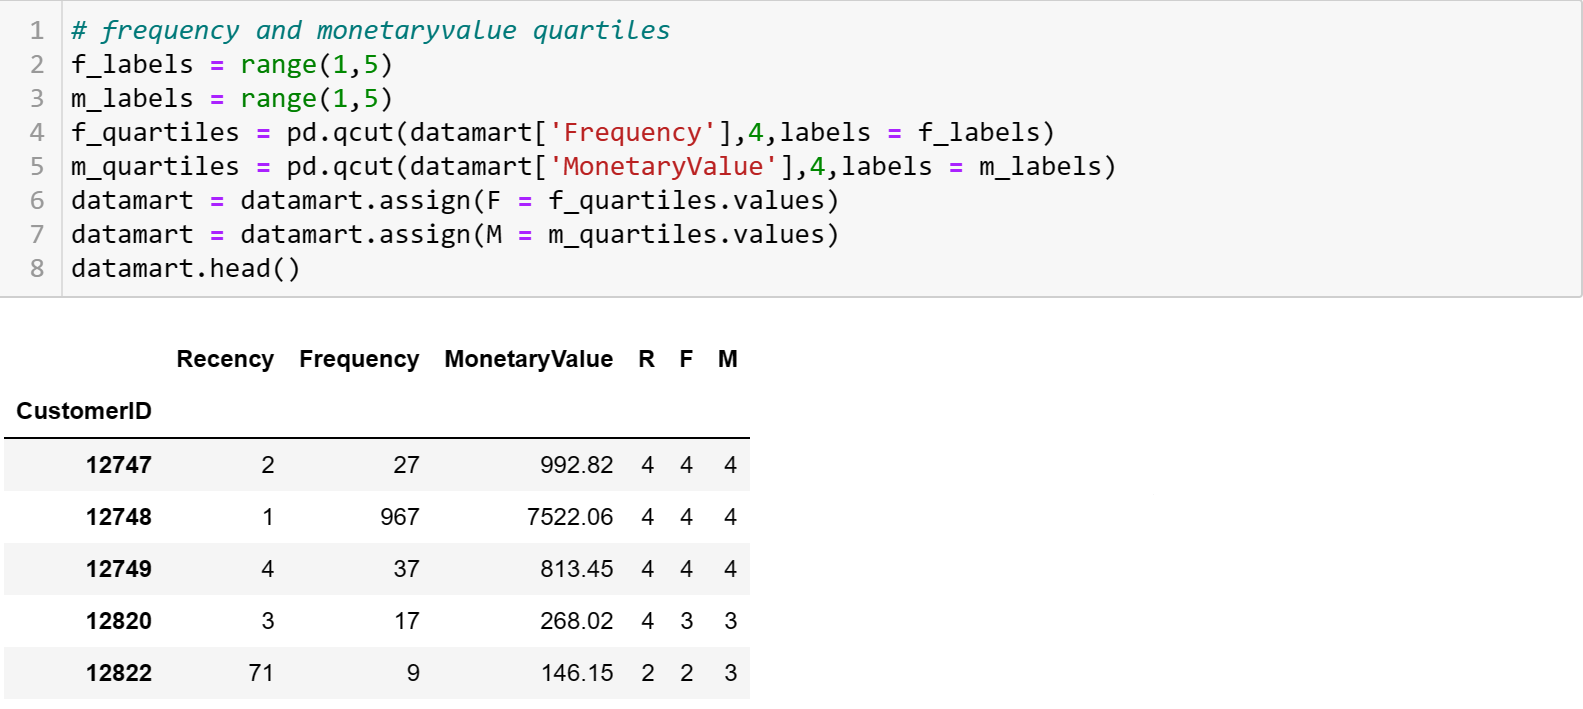 1 # frequency and monetaryvalue quartiles
2 f_labels = range(1,5)
3 m_labels = range(1,5)
4 f_quartiles = pd.qcut(datamart['Frequency'],4,labels = f_labels)
5 m_quartiles = pd.qcut(datamart['MonetaryValue'],4,labels = m_labels)
6 datamart = datamart.assign(F = f_quartiles.values)
7 datamart = datamart.assign(M = m_quartiles.values)
8 datamart.head()
Recency Frequency MonetaryValue R F M
CustomerID
12747 2 27 992.82 4 4 4
12748 1 967 7522.06 4 4 4
12749 4 37 813.45 4 4 4
12820 3 17 268.02 4 3 3
12822 71 9 146.15 2 2 3